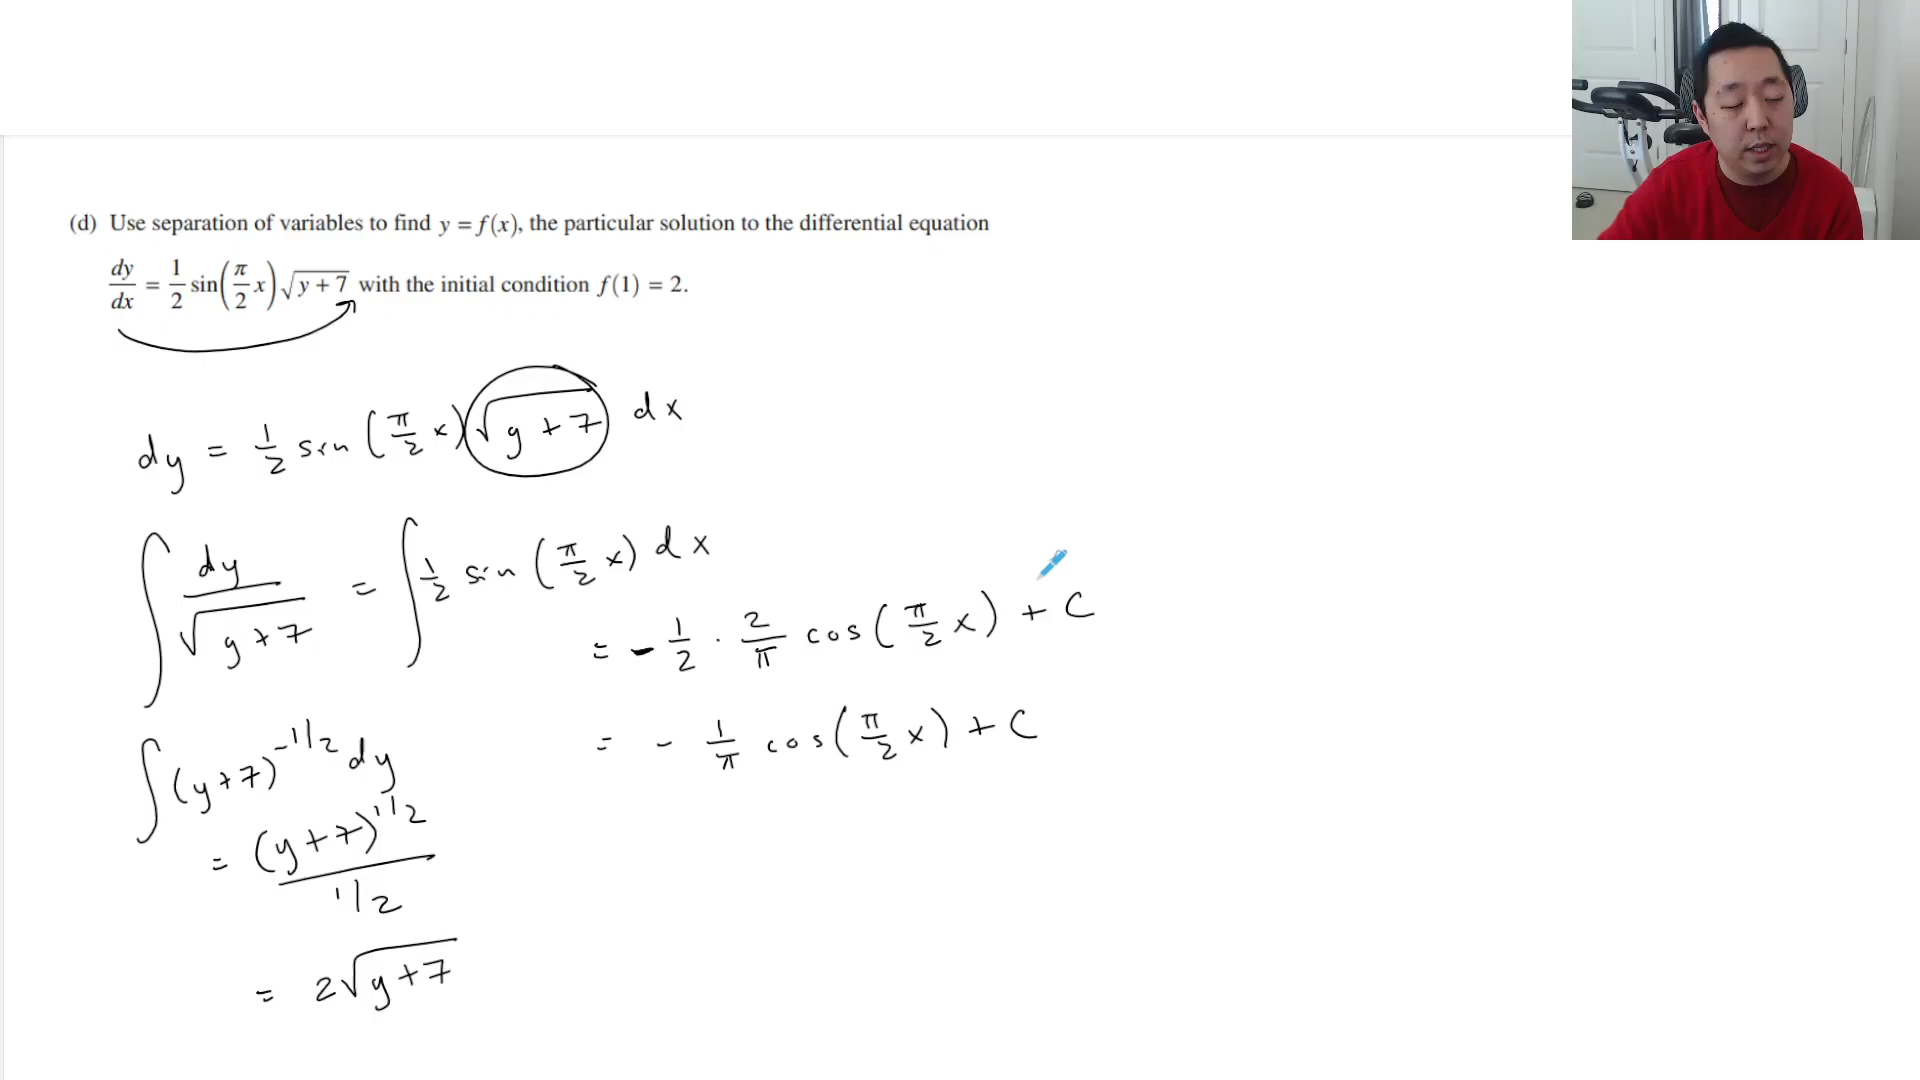 (d) Use separation of variables to find y = f(x), the particular solution to the differential equation
dy/dx = 1/2 sin(π/2 x) √(y + 7) with the initial condition f(1) = 2.
dy = 1/2 sin (π/2 x) √(y + 7) dx
∫ dy/√(y + 7) = ∫ 1/2 sin (π/2 x) dx
= - 1/2 · 2/π cos (π/2 x) + C
= - 1/π cos (π/2 x) + C
∫ (y+7)^(-1/2) dy
= (y+7)^(1/2) / (1/2)
= 2√(y+7)